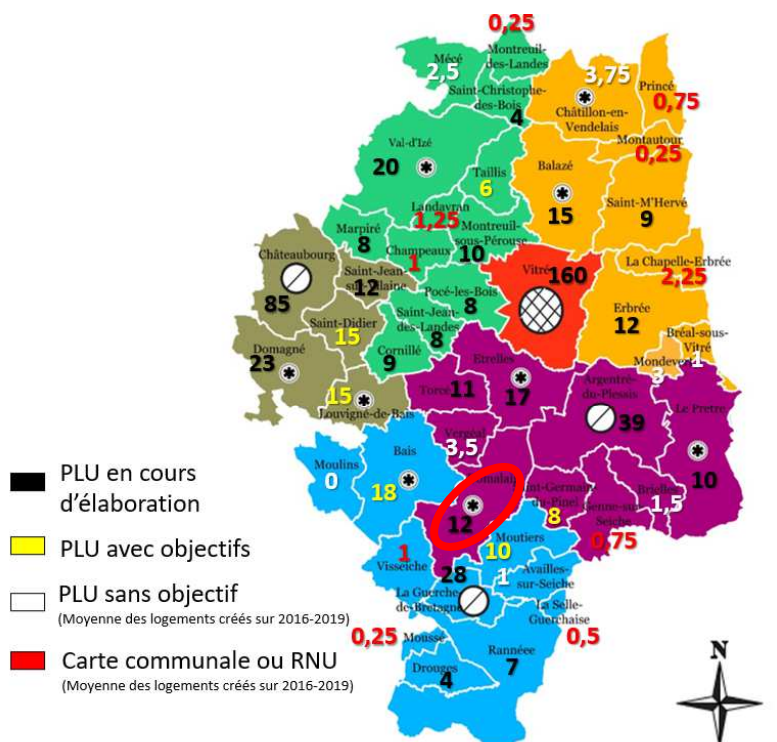 0,25
Mécé
2,5
Montreuil-
des-Landes
Saint-Christophe-
des-Bois
4
3,75
Châtillon-en-
Vendelais
Princé
0,75
Montautour
0,25
Val-d'Izé
20
Taillis
6
Balazé
15
Saint-M'Hervé
9
Landavran
1,25
Marpiré
8
Champeaux
1
Montreuil-
sous-Pérouse
10
Châteaubourg
85
Saint-Jean-
sur-Vilaine
12
Vitré
160
La Chapelle-Erbrée
2,25
Pocé-les-Bois
8
Erbrée
12
Saint-Didier
15
Saint-Jean-
des-Landes
8
Bréal-sous-
Vitré
1
Mondevert
3
Domagné
23
Cornillé
9
Etrelles
17
Argentré-
du-Plessis
39
15
Louvigné-de-Bais
Torcé
11
Le Pertre
10
Vergéal
3,5
Moulins
0
Bais
18
12
Saint-Germain-
du-Pinel
8
Brielles
1,5
Genne-sur-
Seiche
0,75
Moutiers
10
1
Visseiche
28
La Guerche-
de-Bretagne
1
Availles-
sur-Seiche
La Selle-
Guerchaise
0,5
0,25
Moussé
Rannéee
7
Drouges
4
PLU en cours
d'élaboration
PLU avec objectifs
PLU sans objectif
(Moyenne des logements créés sur 2016-2019)
Carte communale ou RNU
(Moyenne des logements créés sur 2016-2019)
N